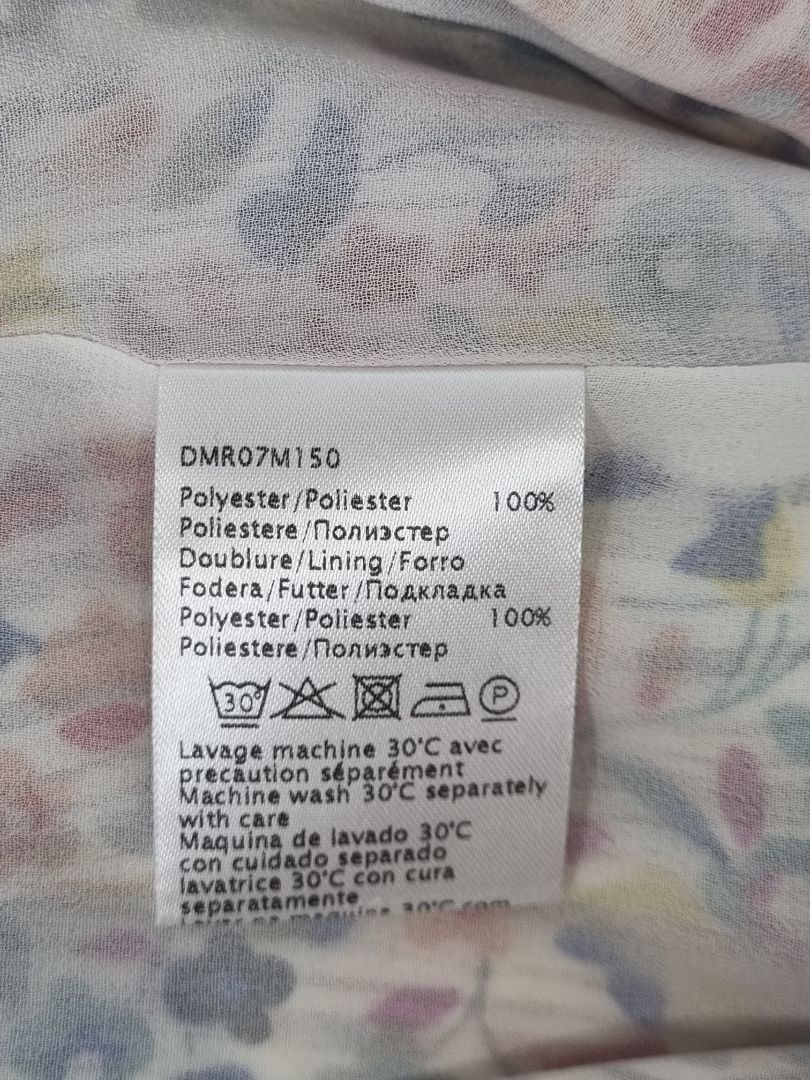 DMR07M150
Polyester/Poliester 100%
Poliestere/Полиэстер
Doublure/Lining/Forro
Fodera/Futter/Подкладка
Polyester/Poliester 100%
Poliestere/Полиэстер
30° P
Lavage machine 30°C avec
precaution séparément
Machine wash 30°C separately
with care
Maquina de lavado 30°C
con cuidado separado
lavatrice 30°C con cura
separatamente
30°C com